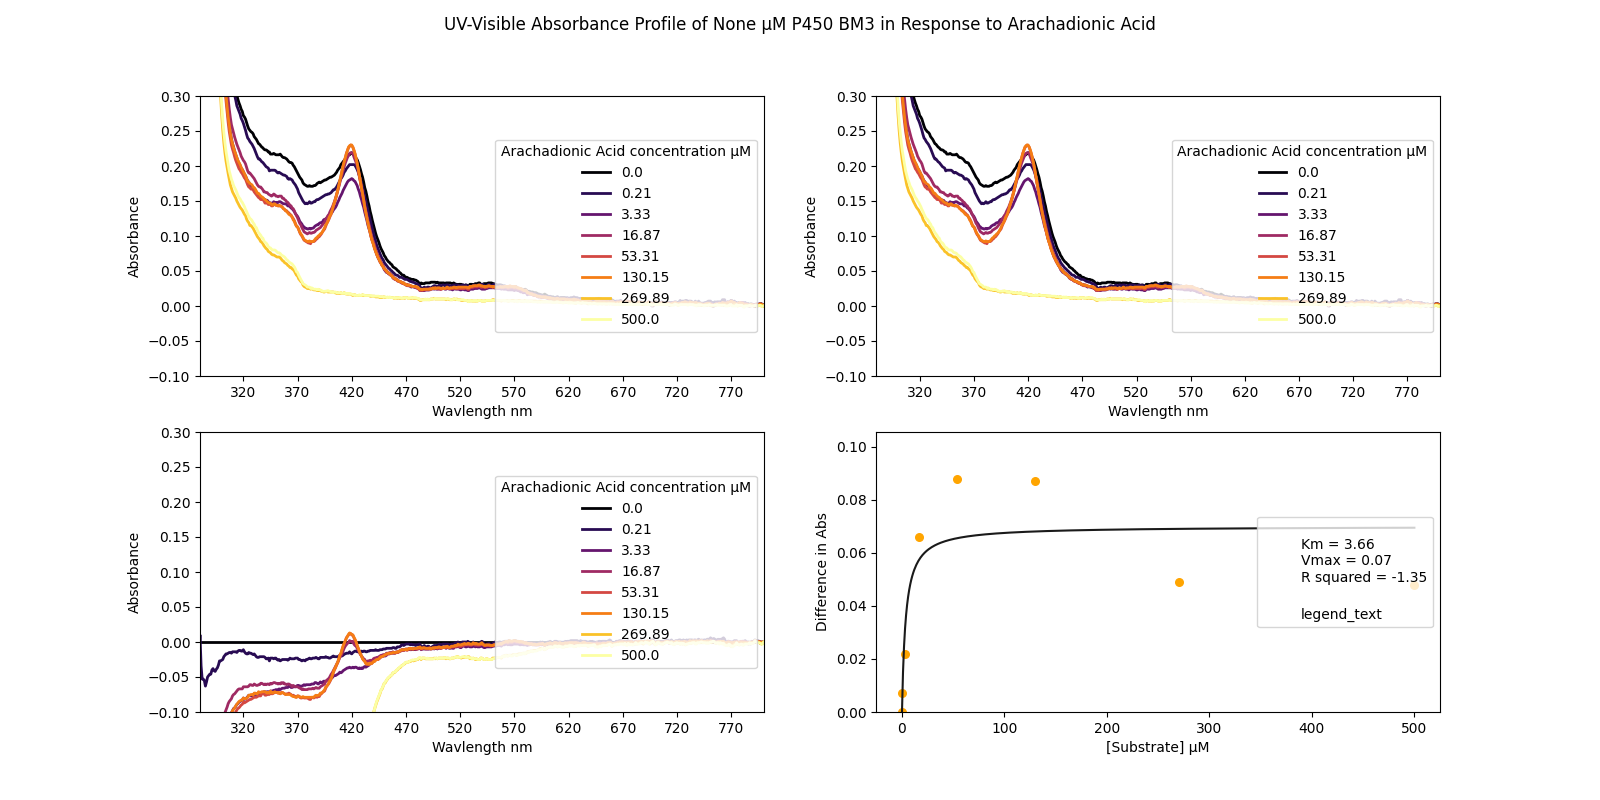 UV-Visible Absorbance Profile of None μM P450 BM3 in Response to Arachadionic Acid
0.30
0.25
0.20
0.15
0.10
0.05
0.00
−0.05
−0.10
Absorbance
320 370 420 470 520 570 620 670 720 770
Wavlength nm
Arachadionic Acid concentration μM
0.0
0.21
3.33
16.87
53.31
130.15
269.89
500.0
0.30
0.25
0.20
0.15
0.10
0.05
0.00
−0.05
−0.10
Absorbance
320 370 420 470 520 570 620 670 720 770
Wavlength nm
Arachadionic Acid concentration μM
0.0
0.21
3.33
16.87
53.31
130.15
269.89
500.0
0.30
0.25
0.20
0.15
0.10
0.05
0.00
−0.05
−0.10
Absorbance
320 370 420 470 520 570 620 670 720 770
Wavlength nm
Arachadionic Acid concentration μM
0.0
0.21
3.33
16.87
53.31
130.15
269.89
500.0
0.10
0.08
0.06
0.04
0.02
0.00
Difference in Abs
0 100 200 300 400 500
[Substrate] μM
Km = 3.66
Vmax = 0.07
R squared = -1.35
legend_text